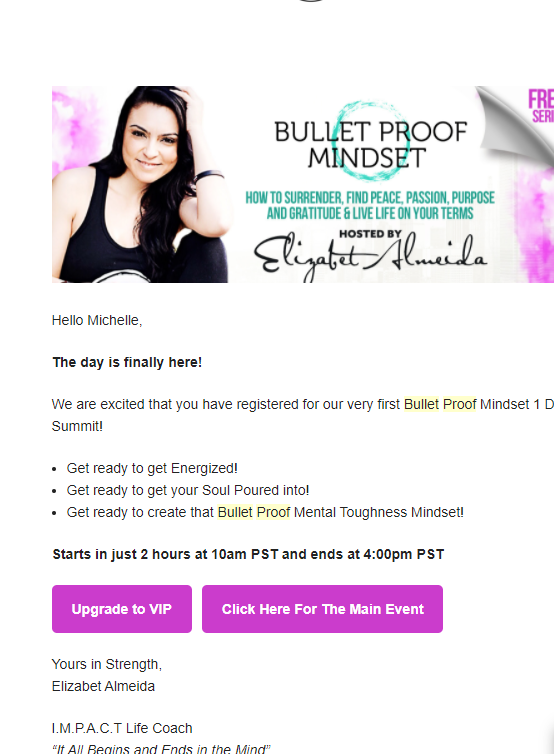 FRE
SERI
BULLET PROOF
MINDSET
HOW TO SURRENDER, FIND PEACE, PASSION, PURPOSE
AND GRATITUDE & LIVE LIFE ON YOUR TERMS
HOSTED BY
Elizabet Almeida
Hello Michelle,
The day is finally here!
We are excited that you have registered for our very first Bullet Proof Mindset 1 D
Summit!
• Get ready to get Energized!
• Get ready to get your Soul Poured into!
• Get ready to create that Bullet Proof Mental Toughness Mindset!
Starts in just 2 hours at 10am PST and ends at 4:00pm PST
Upgrade to VIP
Click Here For The Main Event
Yours in Strength,
Elizabet Almeida
I.M.P.A.C.T Life Coach
“It All Begins and Ends in the Mind”